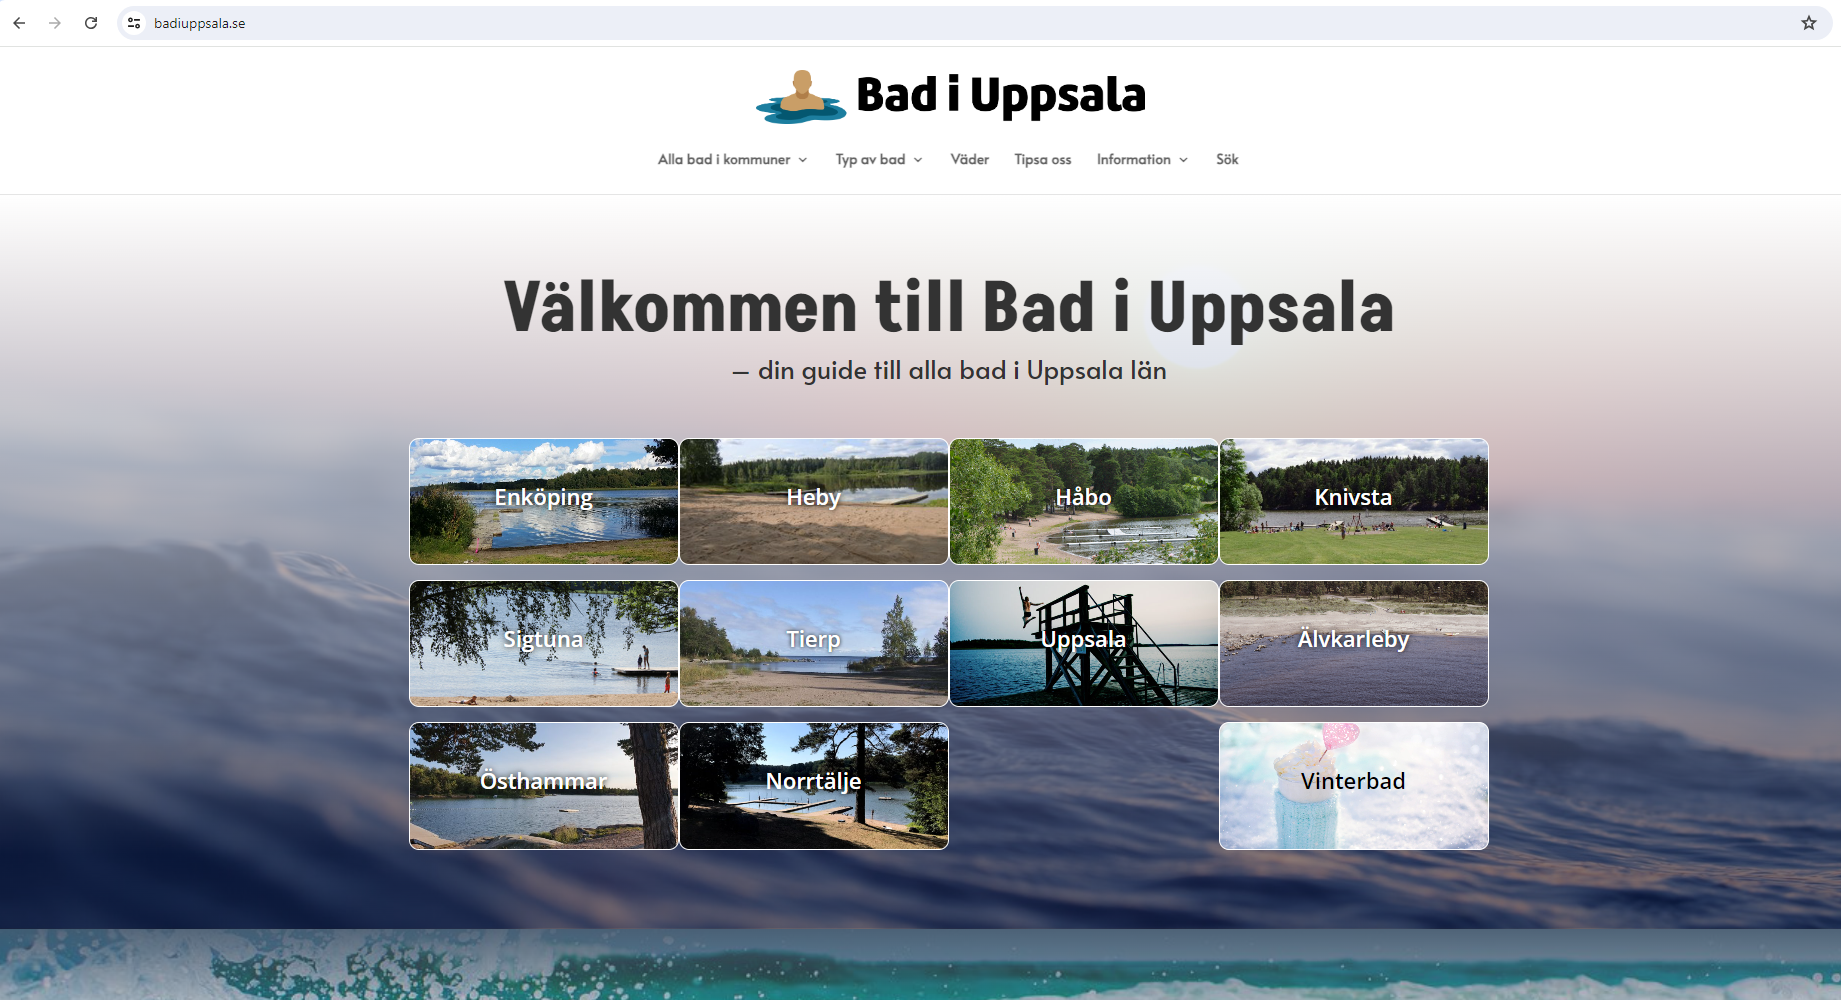 badiuppsala.se
Bad i Uppsala
Alla bad i kommuner Typ av bad Väder Tipsa oss Information Sök
Välkommen till Bad i Uppsala
– din guide till alla bad i Uppsala län
Enköping Heby Håbo Knivsta
Sigtuna Tierp Uppsala Älvkarleby
Östhammar Norrtälje Vinterbad